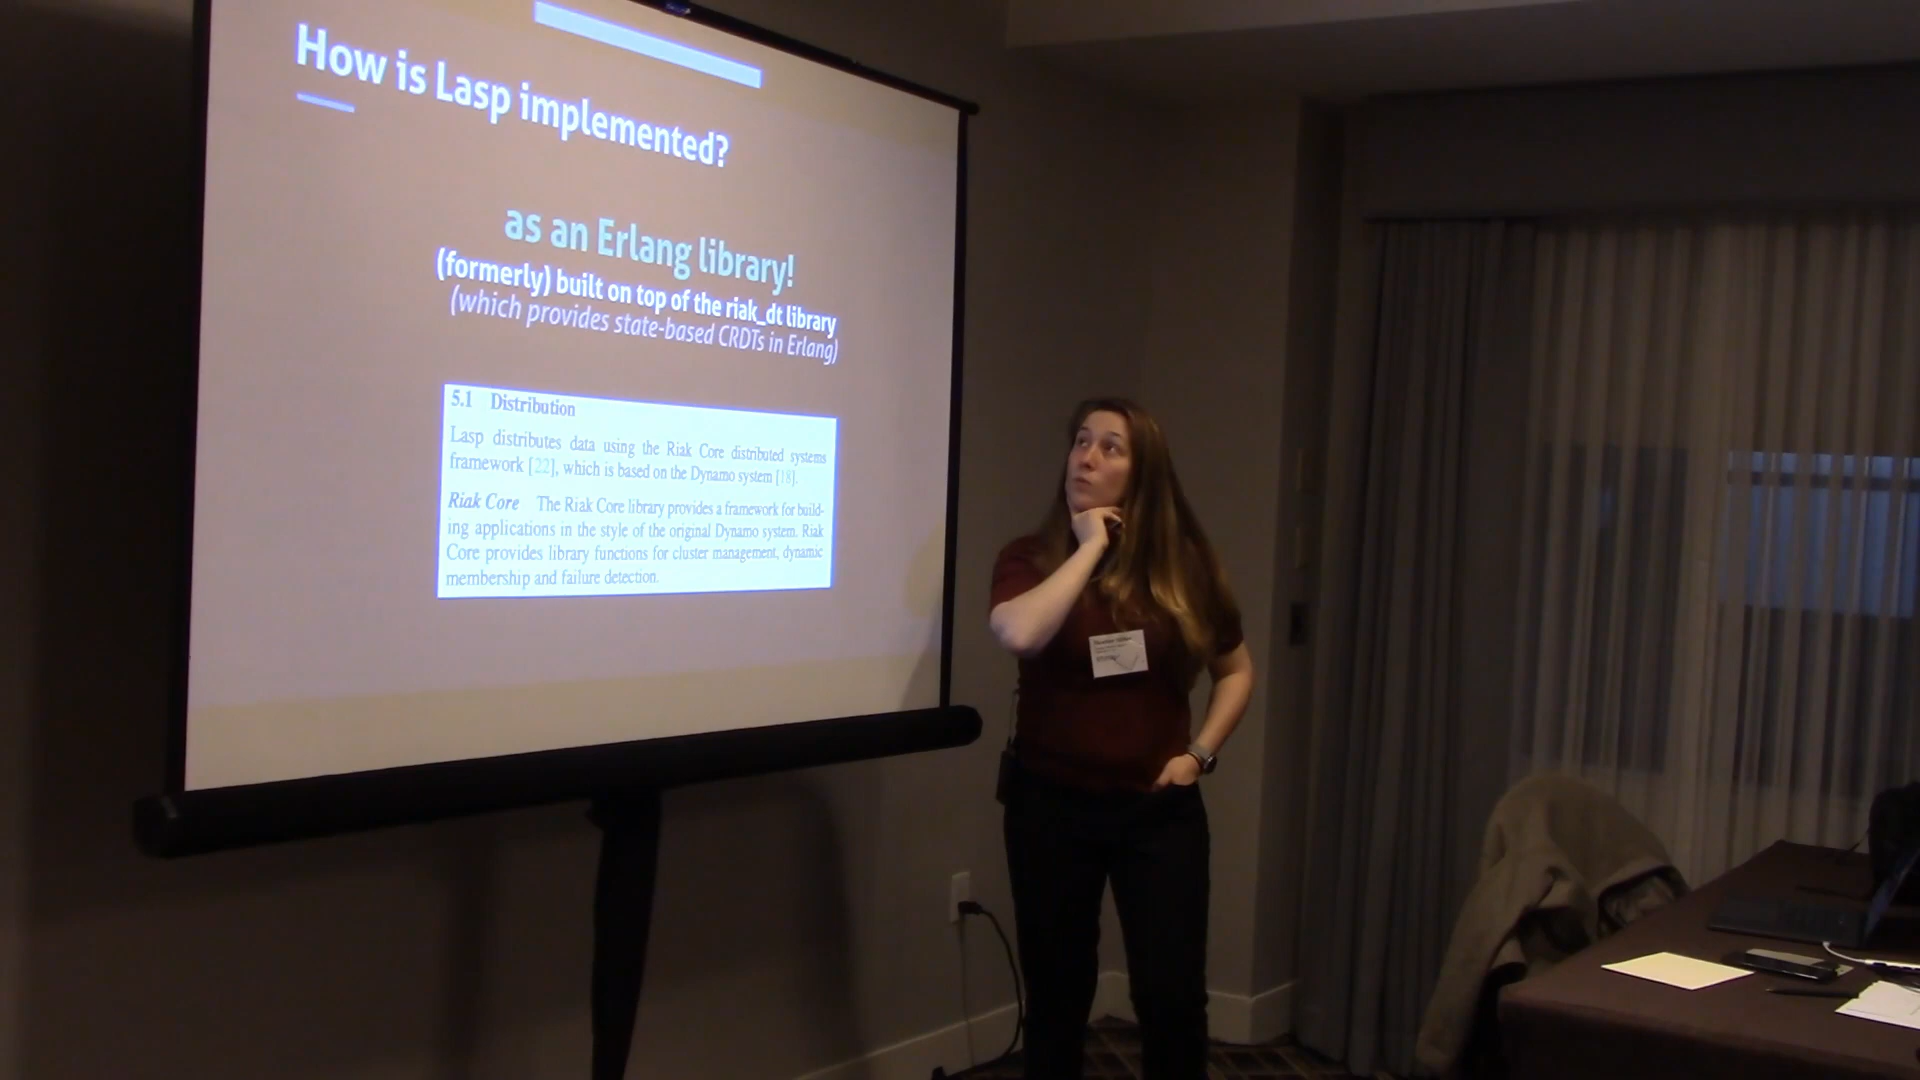 How is Lasp implemented?
as an Erlang library!
(formerly) built on top of the riak_dt library
(which provides state-based CRDTs in Erlang)
5.1 Distribution
Lasp distributes data using the Riak Core distributed systems
framework [22], which is based on the Dynamo system [18].
Riak Core The Riak Core library provides a framework for build-
ing applications in the style of the original Dynamo system. Riak
Core provides library functions for cluster management, dynamic
membership and failure detection.